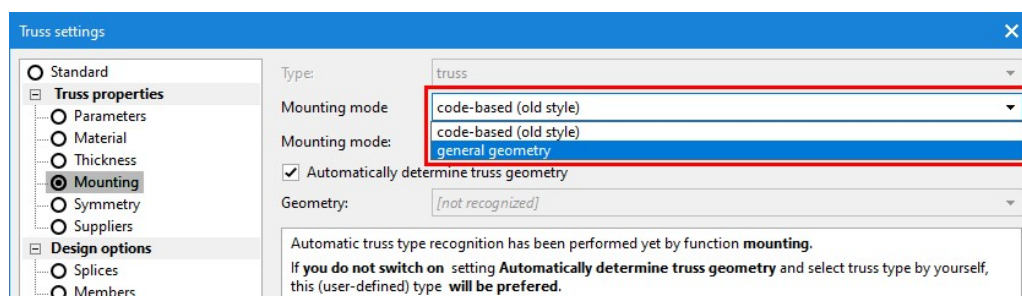 Truss settings
Standard
Truss properties
Parameters
Material
Thickness
Mounting
Symmetry
Suppliers
Design options
Splices
Members
Type: truss
Mounting mode code-based (old style)
code-based (old style)
Mounting mode:
general geometry
Automatically determine truss geometry
Geometry: [not recognized]
Automatic truss type recognition has been performed yet by function mounting.
If you do not switch on setting Automatically determine truss geometry and select truss type by yourself,
this (user-defined) type will be prefered.